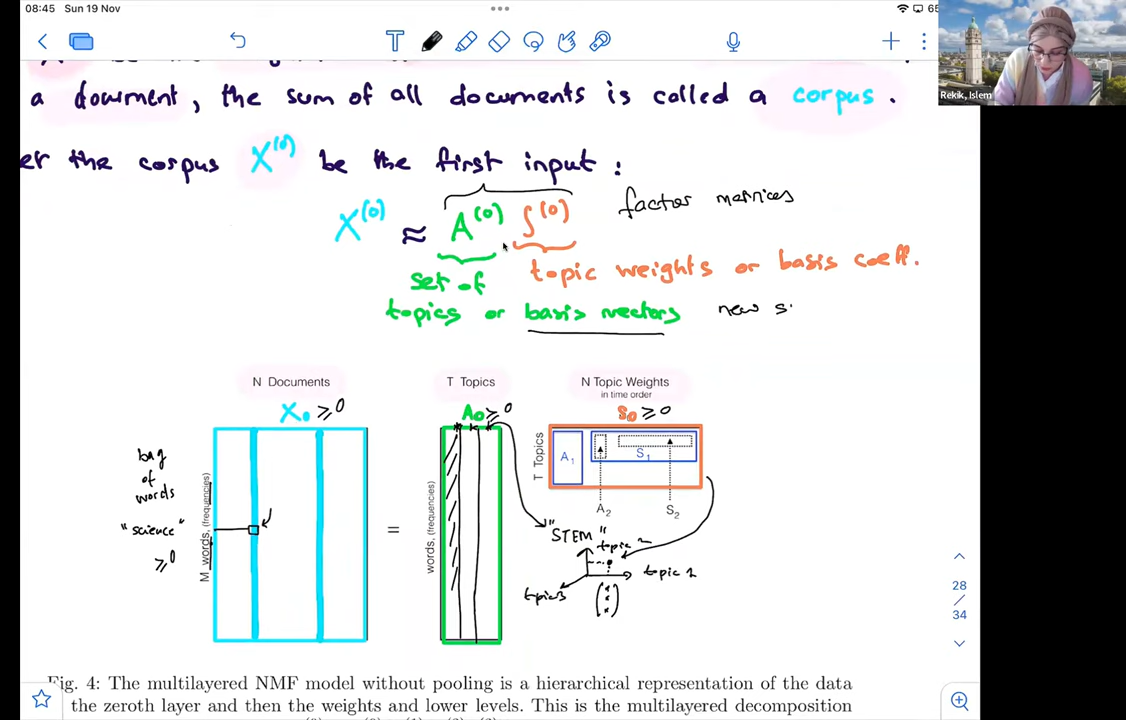 08:45 Sun 19 Nov
Rekik, Islem
a document, the sum of all documents is called a corpus.
er the corpus X(0) be the first input:
X(0) ≈ A(0) S(0) factor matrices
set of topic weights or basis coeff.
topics or basis vectors new s
N Documents T Topics N Topic Weights
in time order
X0 ≥0 A0 ≥0 S0 ≥0
bag
of
words
"science"
≥0
M words, (frequencies)
=
words, (frequencies)
T Topics
A1 S1
A2 S2
"STEM"
topic 2
topic 1
topic 3
28
/
34
Fig. 4: The multilayered NMF model without pooling is a hierarchical representation of the data
the zeroth layer and then the weights and lower levels. This is the multilayered decomposition